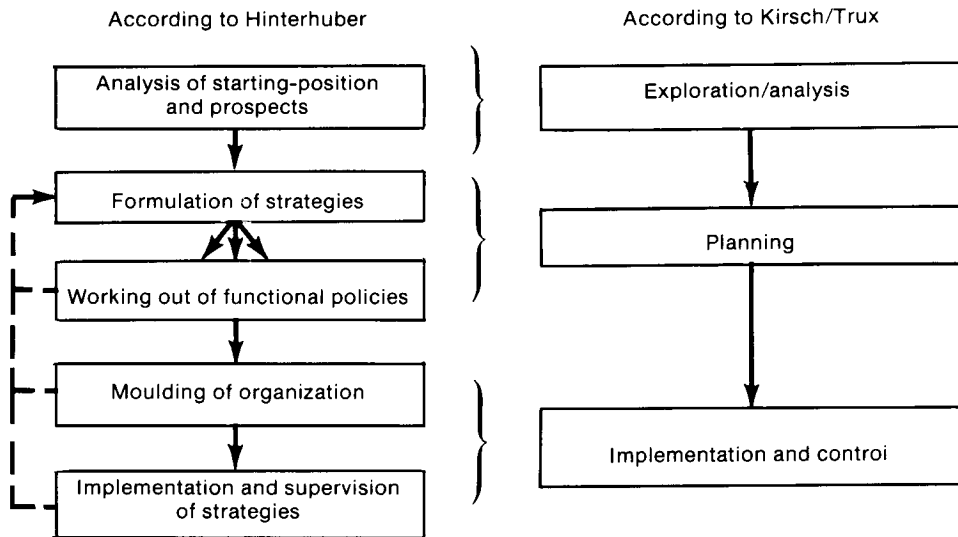 According to Hinterhuber
According to Kirsch/Trux
Analysis of starting-position
and prospects
Exploration/analysis
Formulation of strategies
Planning
Working out of functional policies
Moulding of organization
Implementation and controi
Implementation and supervision
of strategies